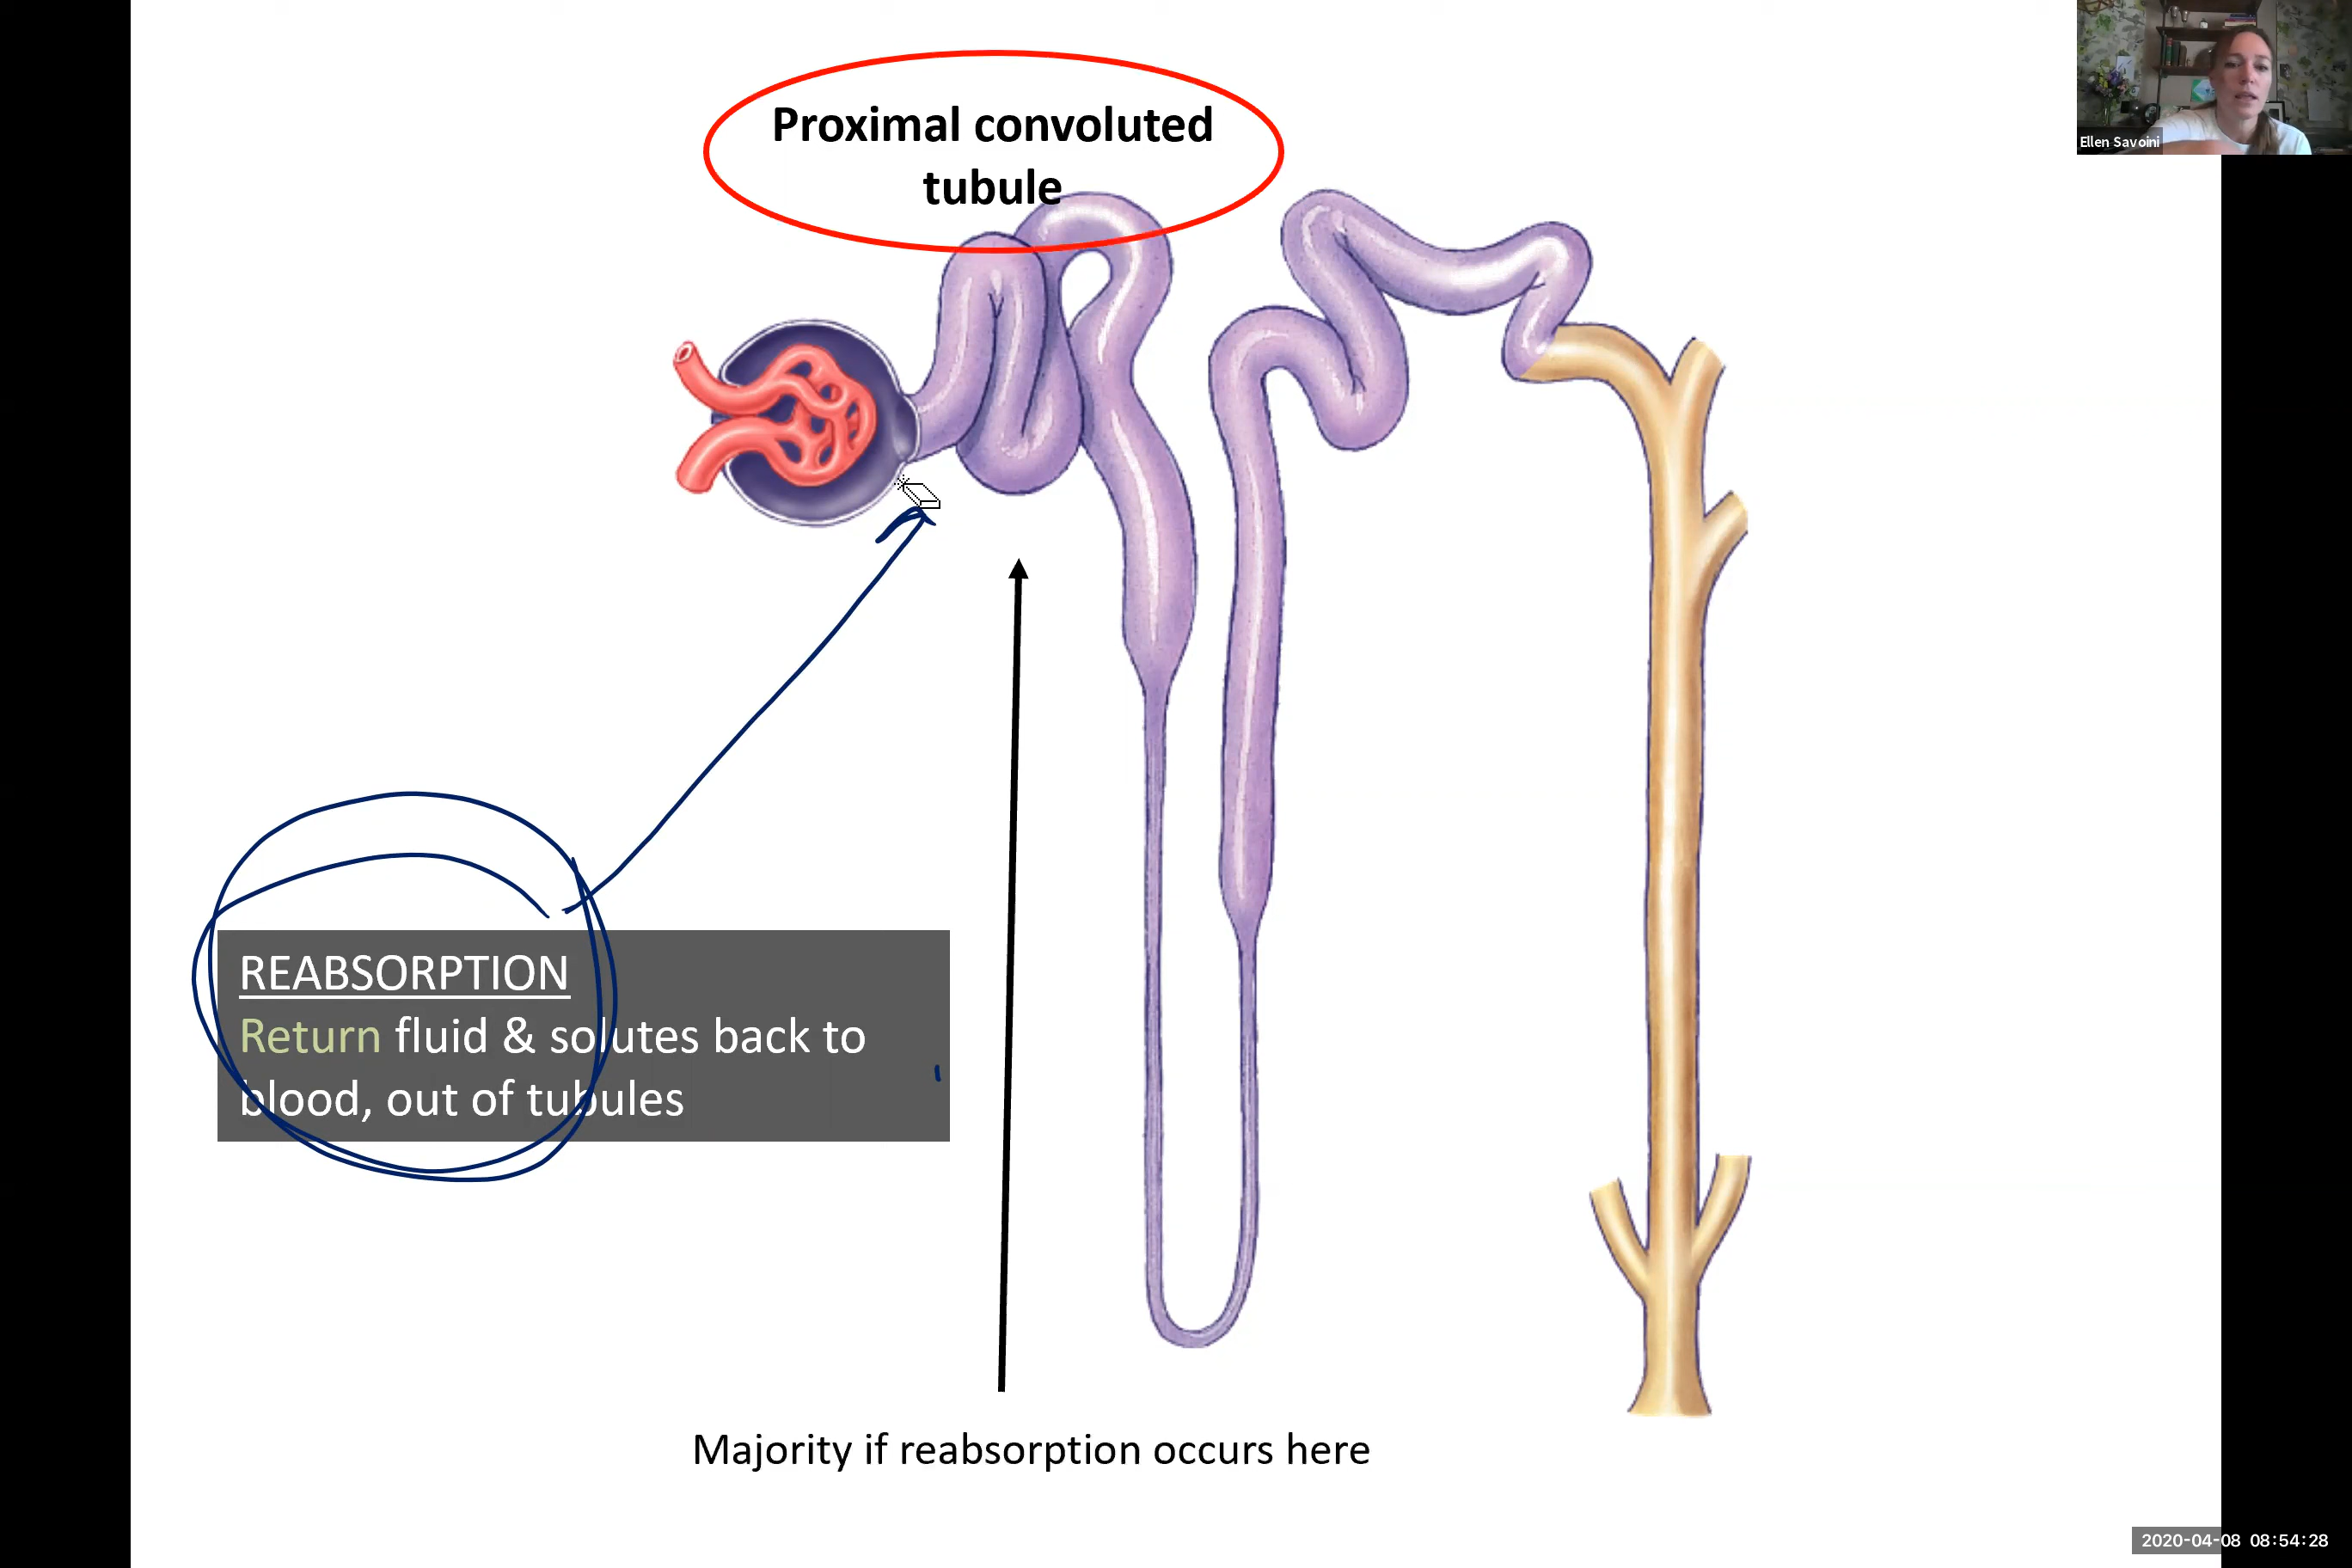 Proximal convoluted
tubule
Ellen Savoini
REABSORPTION
Return fluid & solutes back to
blood, out of tubules
Majority if reabsorption occurs here
2020-04-08 08:54:28